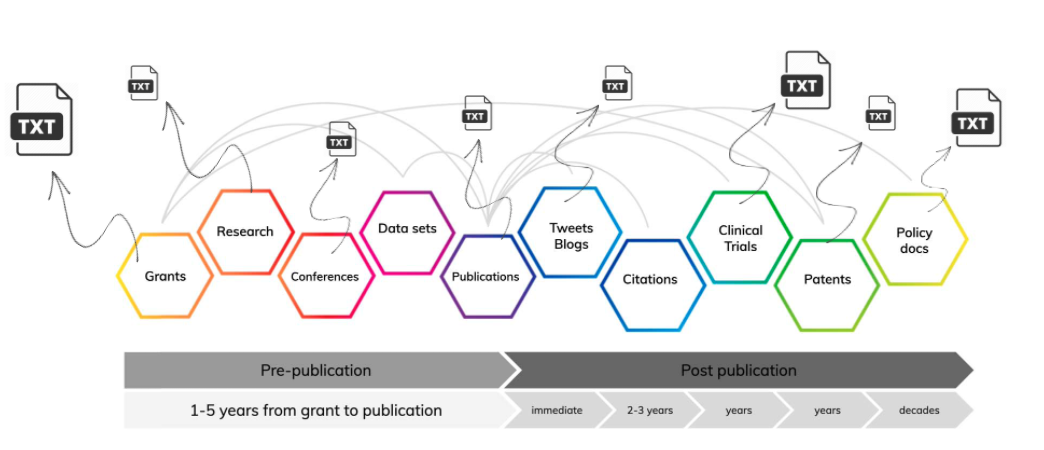 TXT
TXT
TXT
TXT
TXT
TXT
TXT
TXT
Grants
Research
Conferences
Data sets
Publications
Tweets
Blogs
Citations
Clinical
Trials
Patents
Policy
docs
Pre-publication
Post publication
1-5 years from grant to publication
immediate
2-3 years
years
years
decades